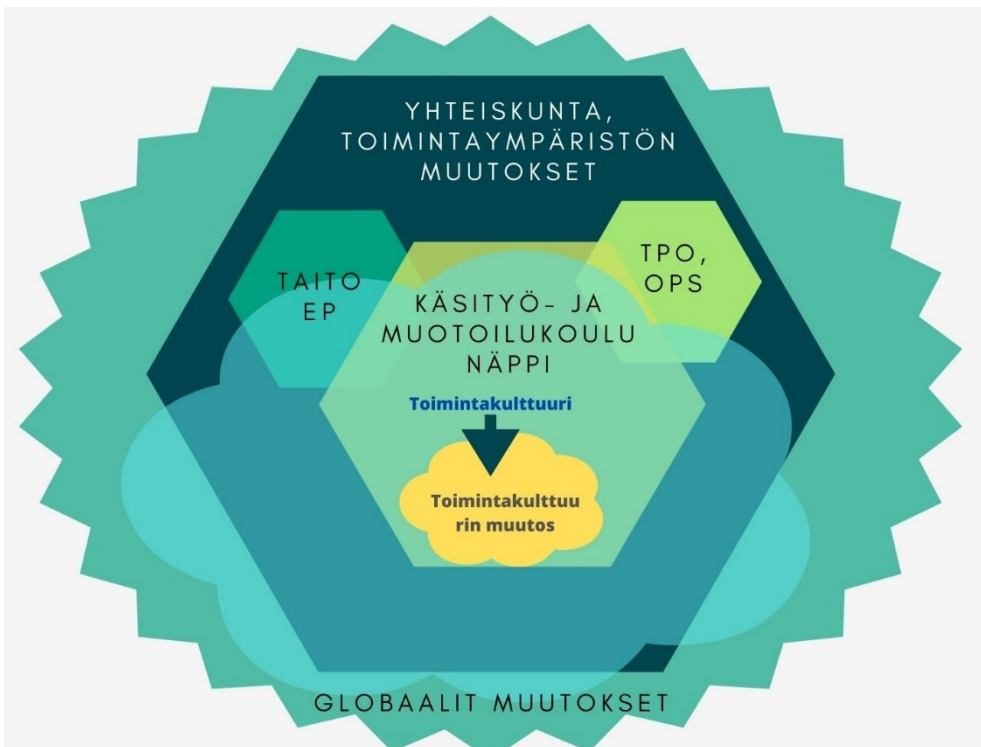 YHTEISKUNTA,
TOIMINTAYMPÄRISTÖN
MUUTOKSET
TAITO
EP
TPO,
OPS
KÄSITYÖ- JA
MUOTOILUKOULU
NÄPPI
Toimintakulttuuri
Toimintakulttuu
rin muutos
GLOBAALIT MUUTOKSET